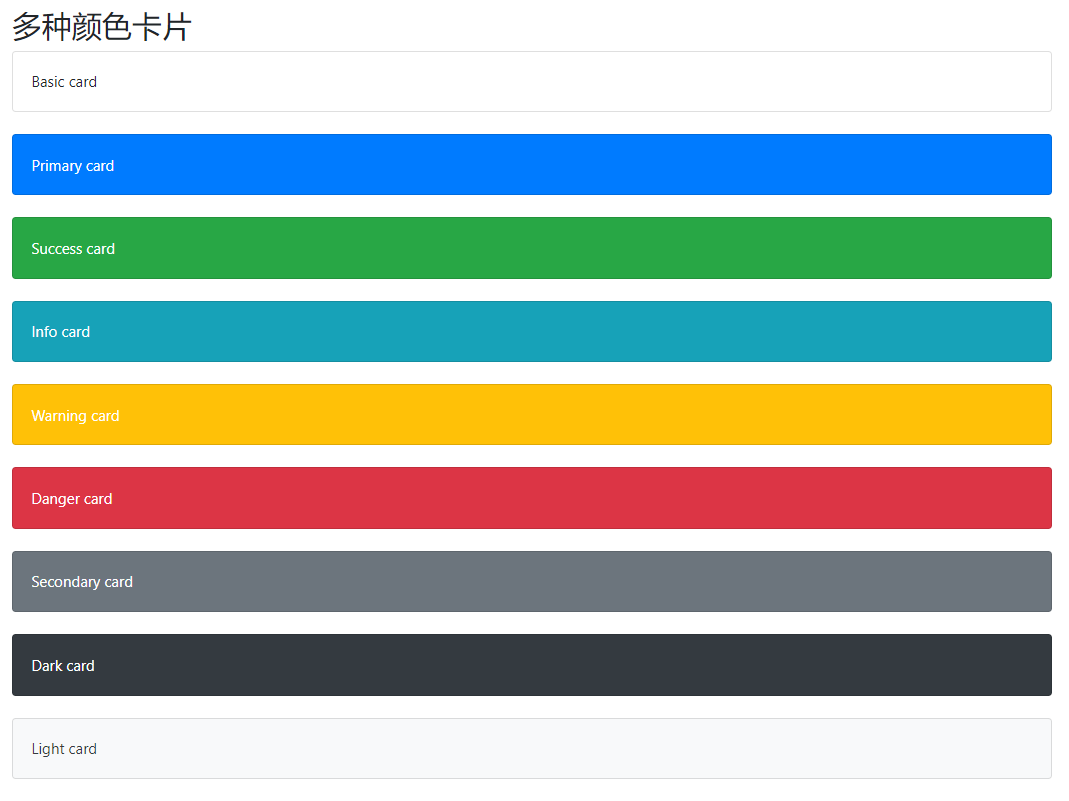 多种颜色卡片
Basic card
Primary card
Success card
Info card
Warning card
Danger card
Secondary card
Dark card
Light card